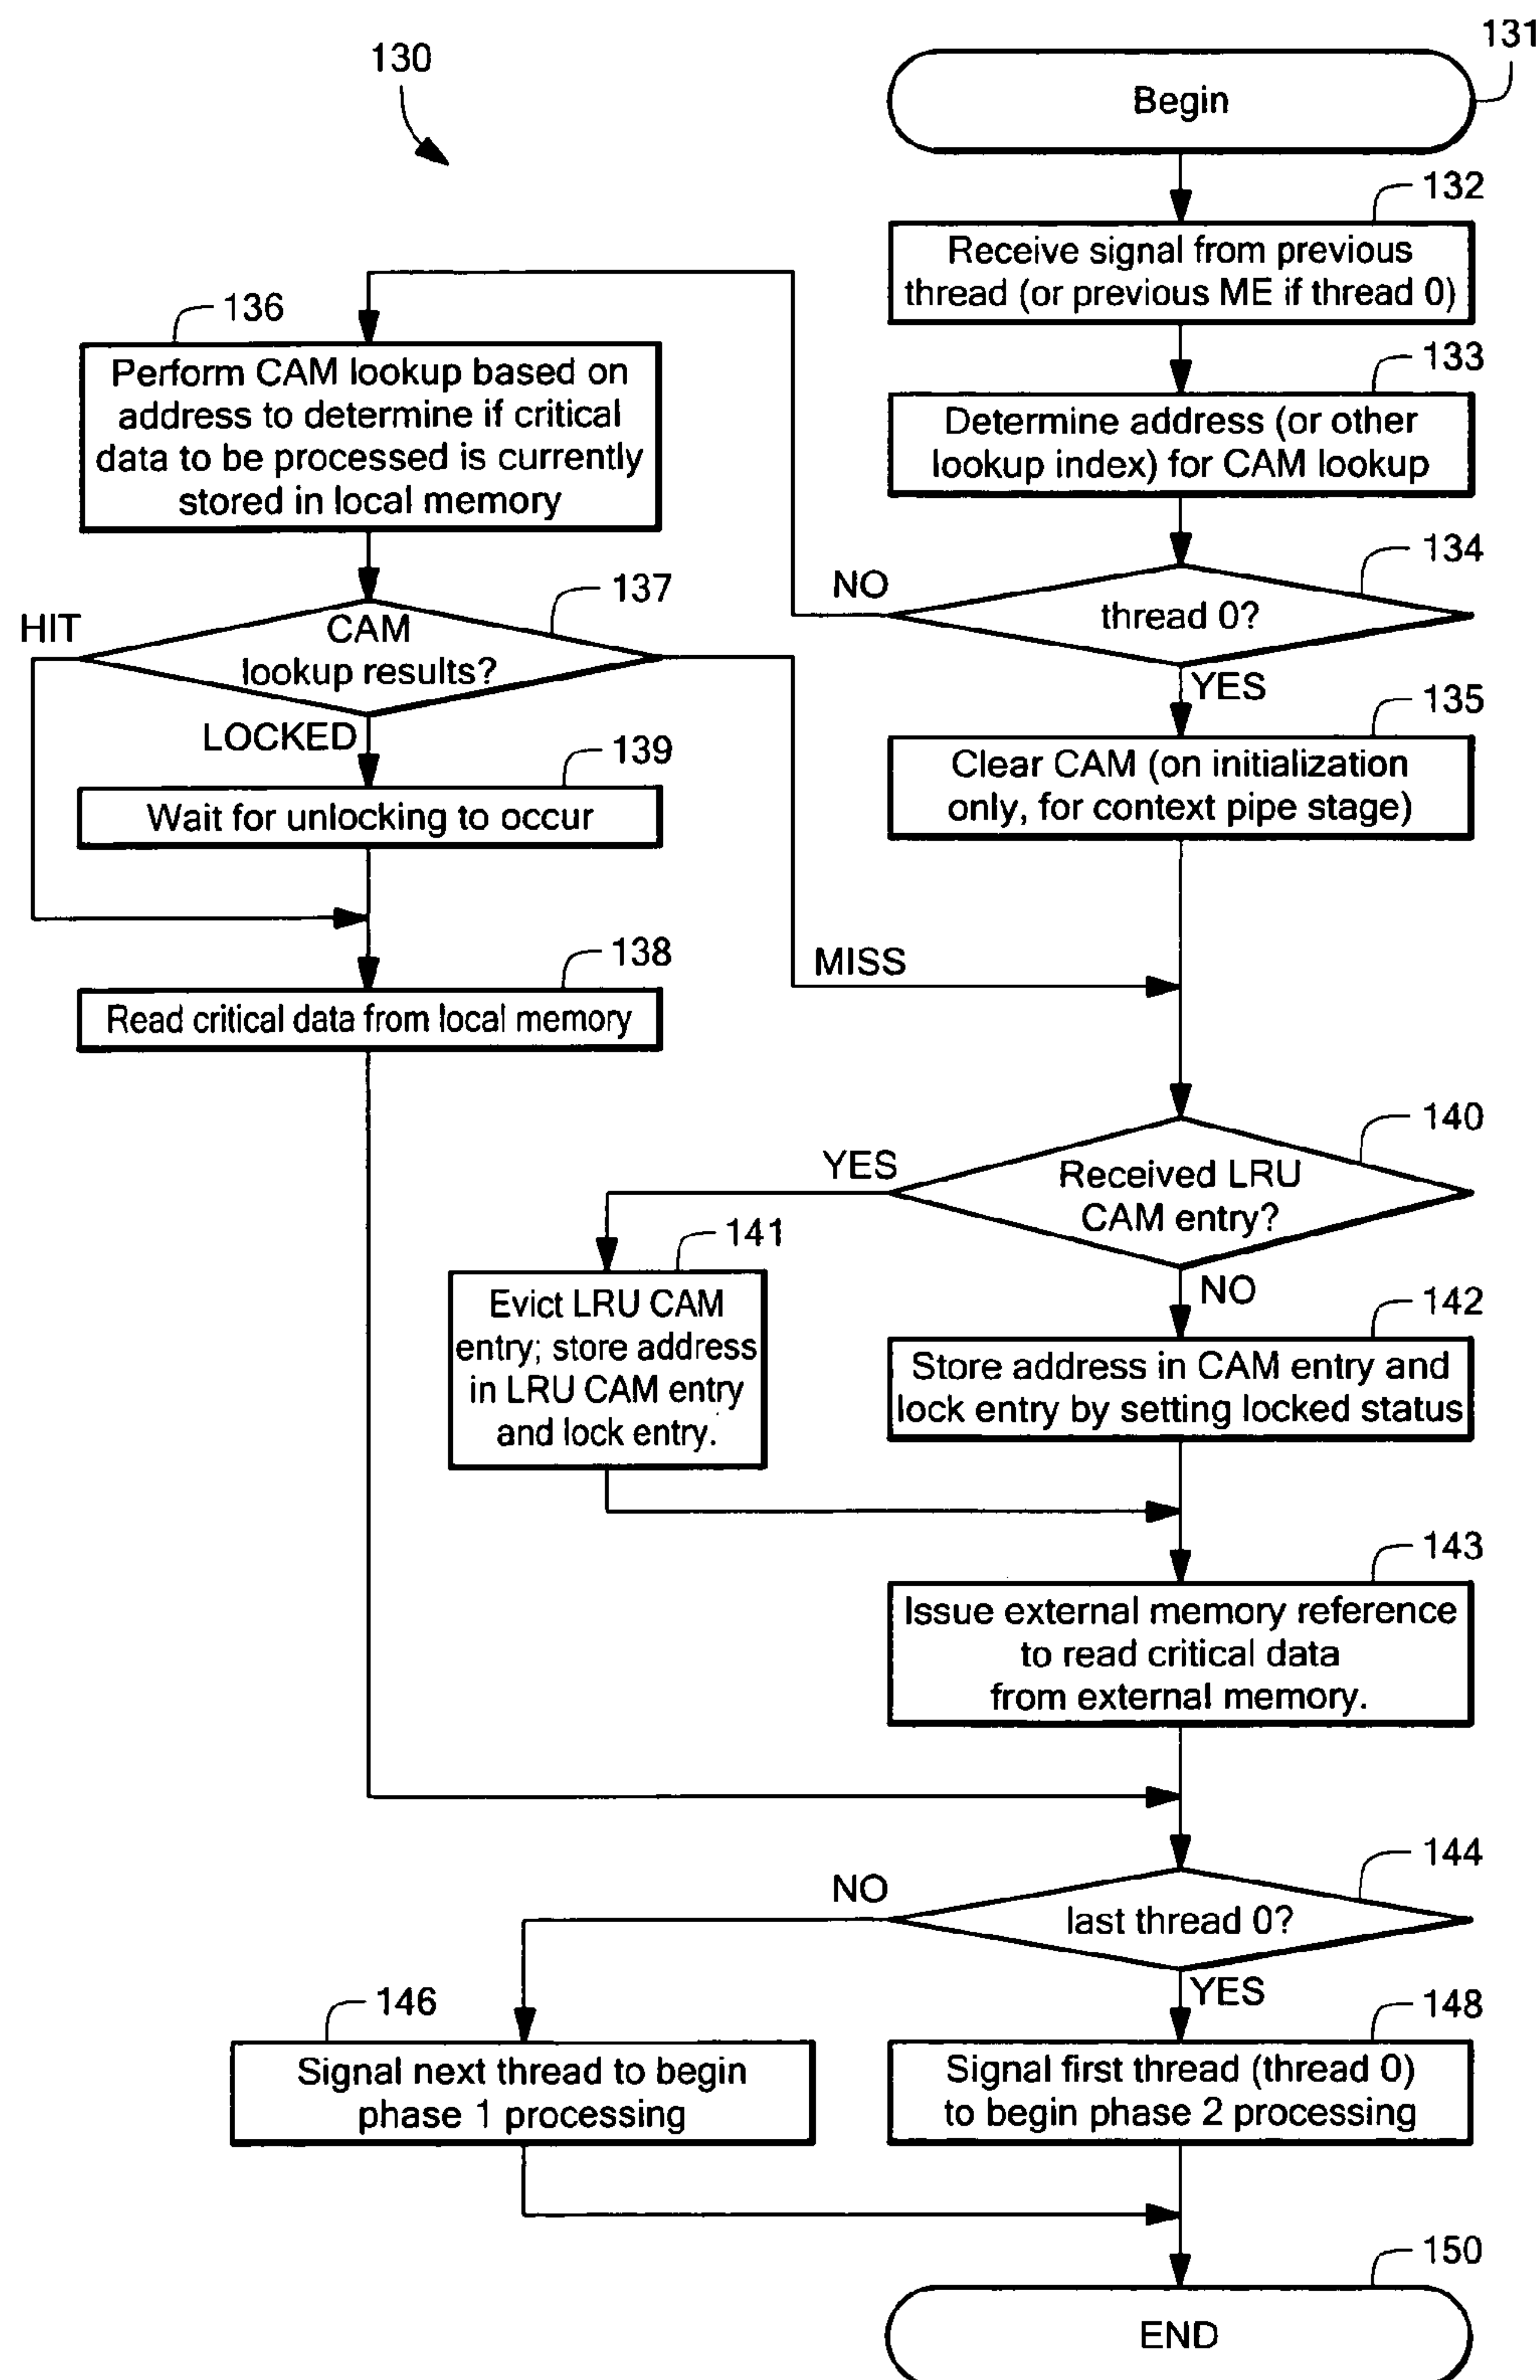 130
131
Begin
132
Receive signal from previous
thread (or previous ME if thread 0)
133
Determine address (or other
lookup index) for CAM lookup
134
thread 0?
NO
YES
135
Clear CAM (on initialization
only, for context pipe stage)
136
Perform CAM lookup based on
address to determine if critical
data to be processed is currently
stored in local memory
137
CAM
lookup results?
HIT
LOCKED
MISS
139
Wait for unlocking to occur
138
Read critical data from local memory
140
Received LRU
CAM entry?
YES
NO
141
Evict LRU CAM
entry; store address
in LRU CAM entry
and lock entry.
142
Store address in CAM entry and
lock entry by setting locked status
143
Issue external memory reference
to read critical data
from external memory.
144
last thread 0?
NO
YES
146
Signal next thread to begin
phase 1 processing
148
Signal first thread (thread 0)
to begin phase 2 processing
150
END